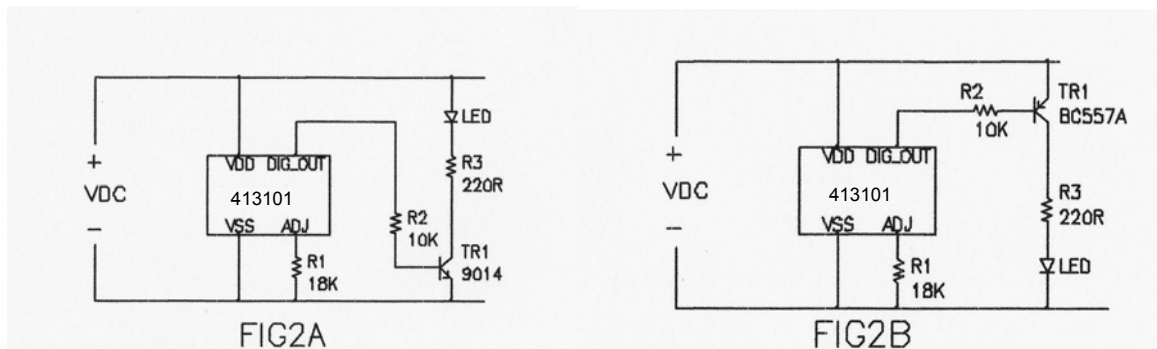 +
VDC
-
VDD DIG_OUT
413101
VSS ADJ
R1
18K
R2
10K
LED
R3
220R
TR1
9014
FIG2A
+
VDC
-
VDD DIG_OUT
413101
VSS ADJ
R1
18K
R2
10K
TR1
BC557A
R3
220R
LED
FIG2B